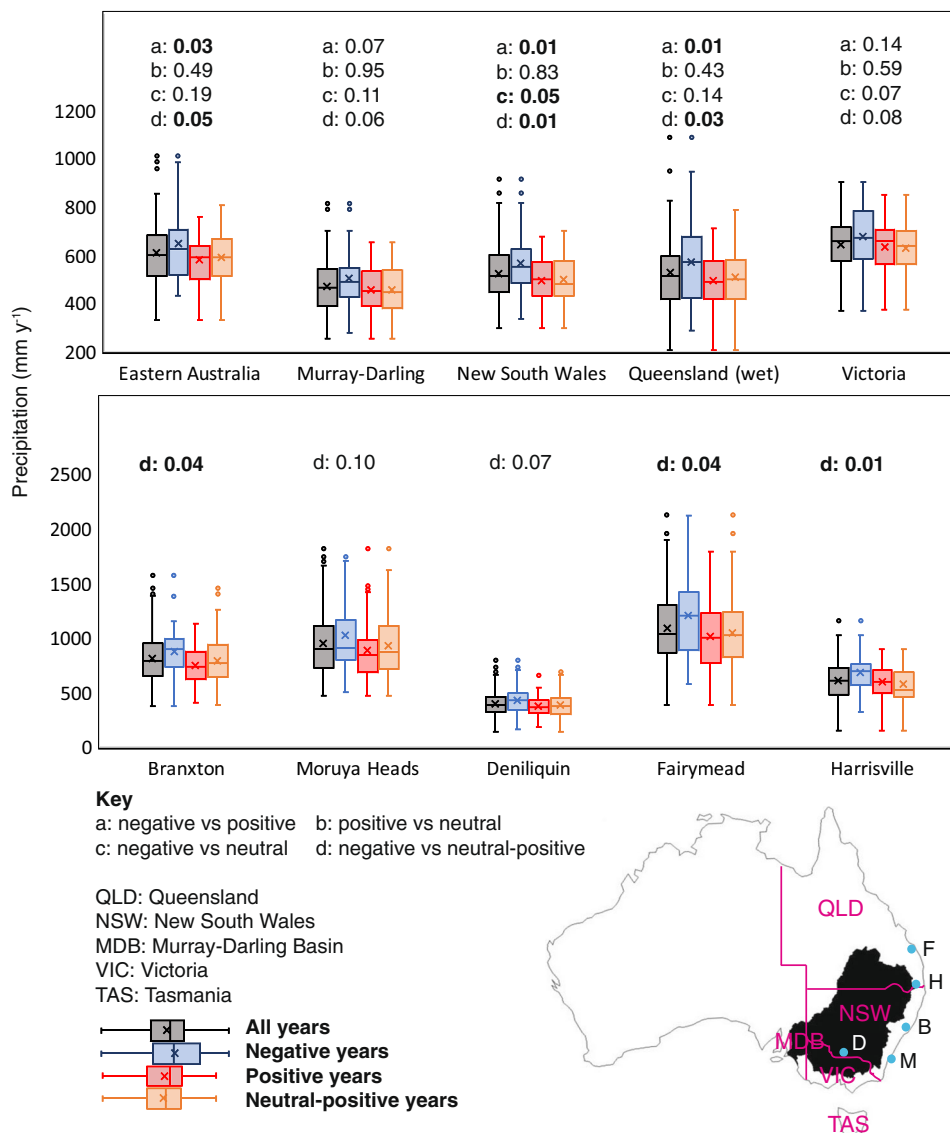 a: 0.03 a: 0.07 a: 0.01 a: 0.01 a: 0.14
b: 0.49 b: 0.95 b: 0.83 b: 0.43 b: 0.59
c: 0.19 c: 0.11 c: 0.05 c: 0.14 c: 0.07
d: 0.05 d: 0.06 d: 0.01 d: 0.03 d: 0.08
1200
1000
800
600
400
200
Eastern Australia Murray-Darling New South Wales Queensland (wet) Victoria
Precipitation (mm y⁻¹)
d: 0.04 d: 0.10 d: 0.07 d: 0.04 d: 0.01
2500
2000
1500
1000
500
0
Branxton Moruya Heads Deniliquin Fairymead Harrisville
Key
a: negative vs positive b: positive vs neutral
c: negative vs neutral d: negative vs neutral-positive
QLD: Queensland
NSW: New South Wales
MDB: Murray-Darling Basin
VIC: Victoria
TAS: Tasmania
All years
Negative years
Positive years
Neutral-positive years
QLD
F
H
NSW
B
MDB D
M
VIC
TAS